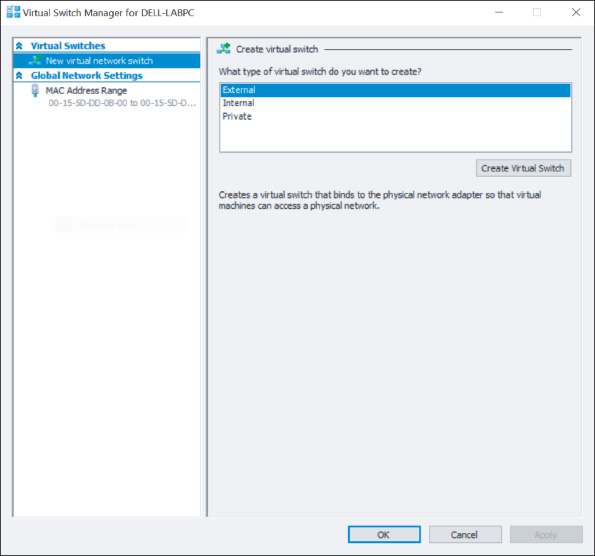 Virtual Switch Manager for DELL-LABPC
Virtual Switches
New virtual network switch
Global Network Settings
MAC Address Range
00-15-5D-DD-0B-00 to 00-15-5D-D...
Create virtual switch
What type of virtual switch do you want to create?
External
Internal
Private
Create Virtual Switch
Creates a virtual switch that binds to the physical network adapter so that virtual
machines can access a physical network.
OK
Cancel
Apply